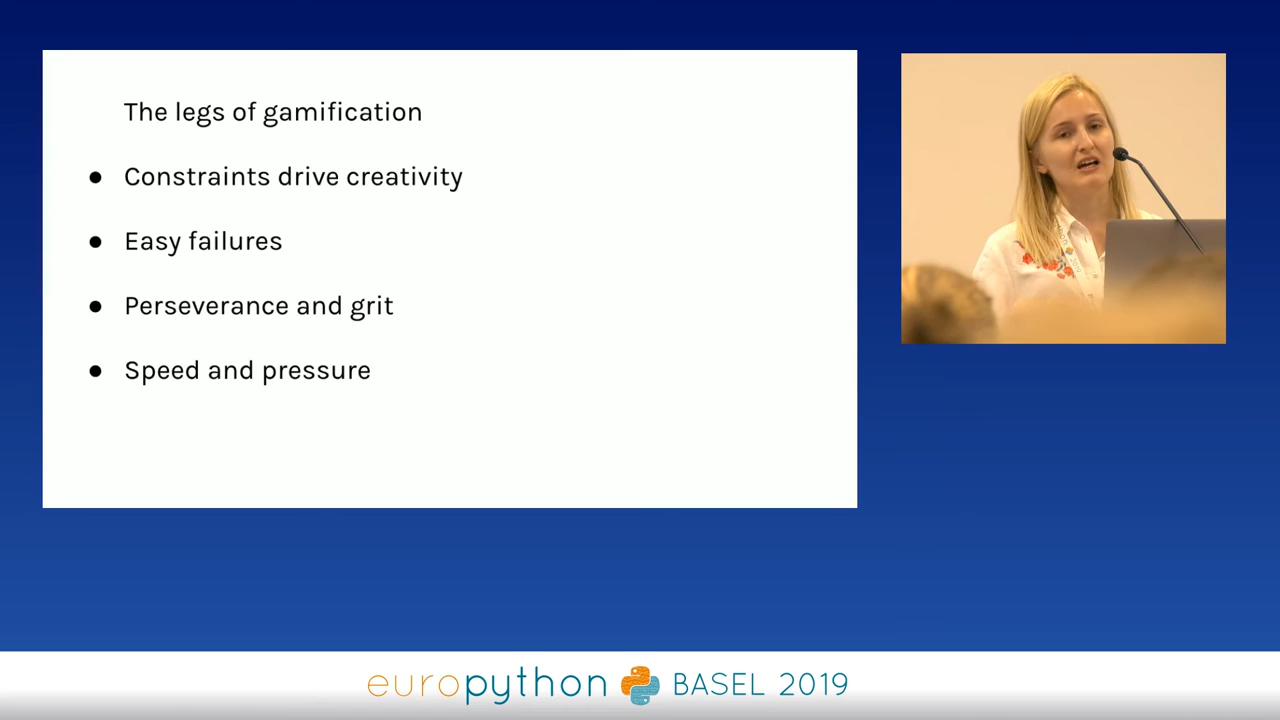 The legs of gamification
● Constraints drive creativity
● Easy failures
● Perseverance and grit
● Speed and pressure
europython BASEL 2019